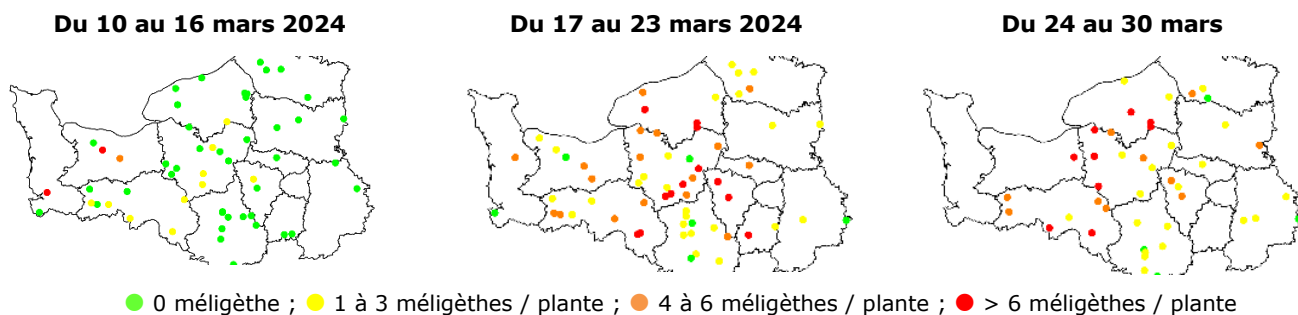 Du 10 au 16 mars 2024
Du 17 au 23 mars 2024
Du 24 au 30 mars
0 méligèthe ; 1 à 3 méligèthes / plante ; 4 à 6 méligèthes / plante ; > 6 méligèthes / plante